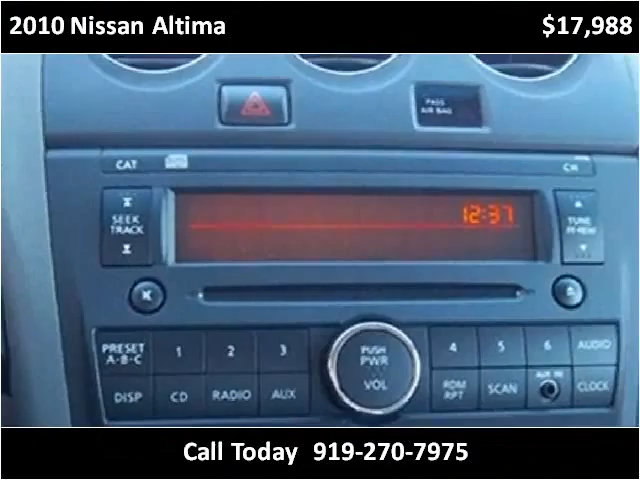 2010 Nissan Altima $17,988
PASS
AIR BAG
CAT CH
SEEK
TRACK
12:37
TUNE
FF·REW
PRESET
A·B·C
1 2 3
PUSH
PWR
VOL
4 5 6 AUDIO
DISP CD RADIO AUX
RDM
RPT
SCAN
AUX IN
CLOCK
Call Today 919-270-7975